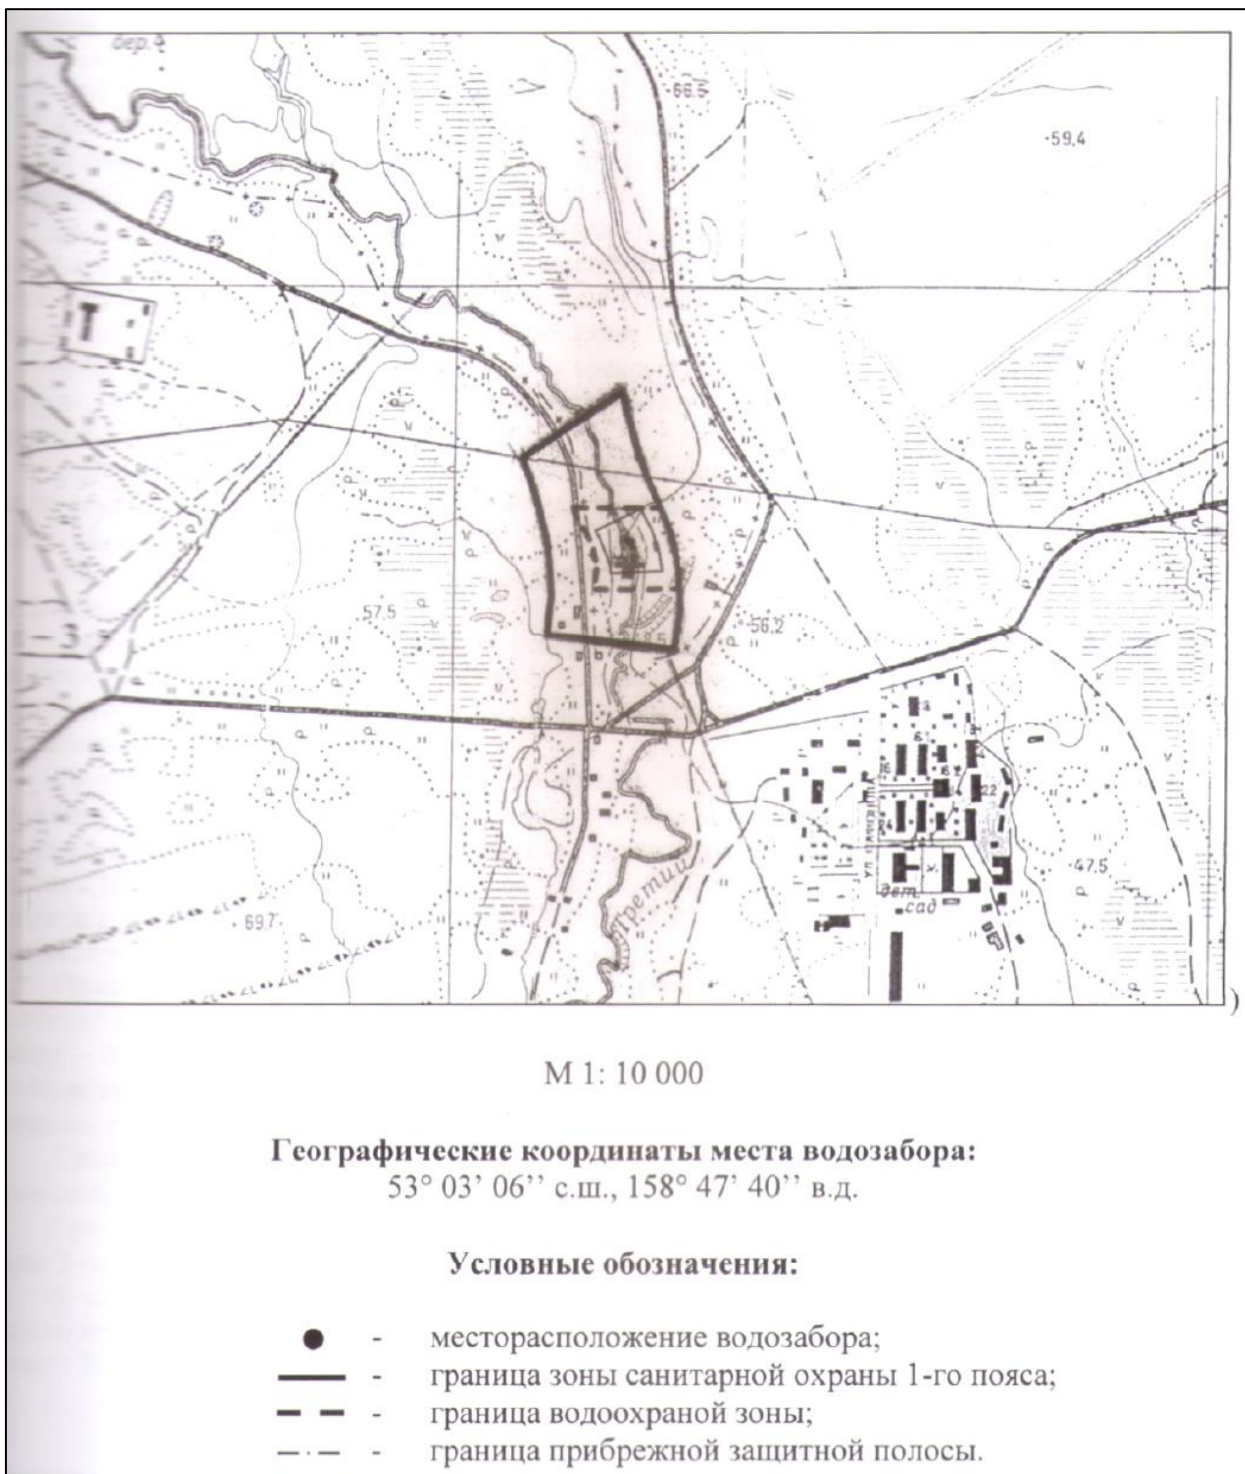 дер.
66.5
59.4
57.5
56.2
69.7
47.5
Третий
дет.
сад
)
М 1: 10 000
Географические координаты места водозабора:
53° 03’ 06’’ с.ш., 158° 47’ 40’’ в.д.
Условные обозначения:
- месторасположение водозабора;
- граница зоны санитарной охраны 1-го пояса;
- граница водоохраной зоны;
- граница прибрежной защитной полосы.